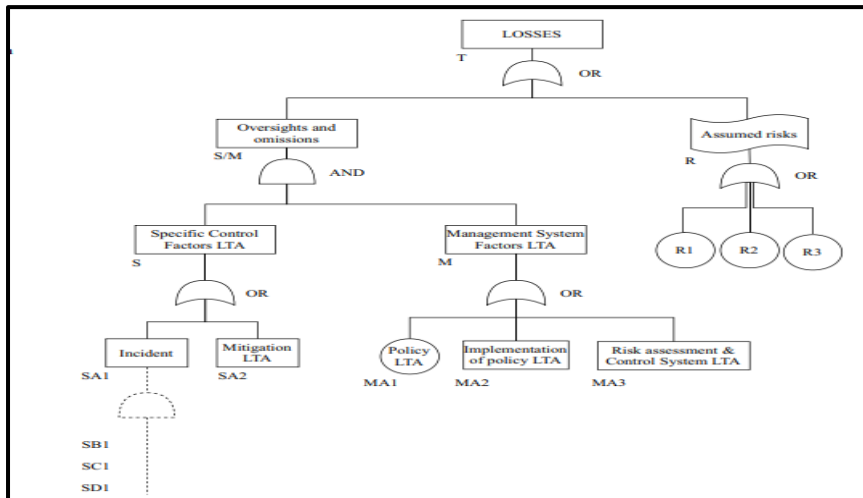 LOSSES
T
OR
Oversights and
omissions
S/M
AND
Assumed risks
R
OR
Specific Control
Factors LTA
S
OR
Management System
Factors LTA
M
OR
R1
R2
R3
Incident
SA1
Mitigation
LTA
SA2
Policy
LTA
MA1
Implementation
of policy LTA
MA2
Risk assessment &
Control System LTA
MA3
SB1
SC1
SD1